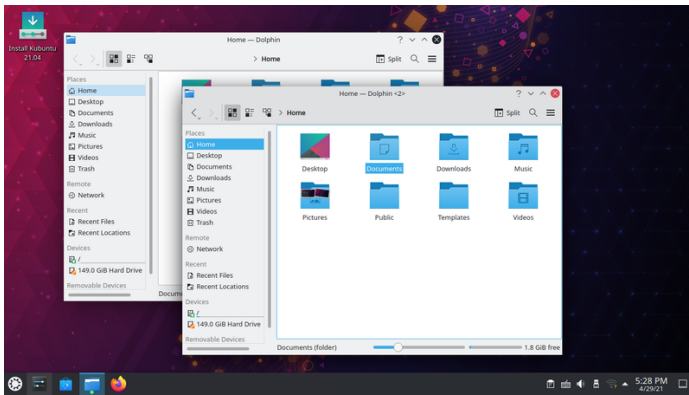 Install Kubuntu
21.04
Home — Dolphin
?
> Home
Split
Places
Home
Desktop
Documents
Downloads
Music
Pictures
Videos
Trash
Remote
Network
Recent
Recent Files
Recent Locations
Devices
/
149.0 GiB Hard Drive
Removable Devices
Home — Dolphin <2>
?
> Home
Split
Places
Home
Desktop
Documents
Downloads
Music
Pictures
Videos
Trash
Remote
Network
Recent
Recent Files
Recent Locations
Devices
/
149.0 GiB Hard Drive
Removable Devices
Desktop
Documents
Downloads
Music
Pictures
Public
Templates
Videos
Documents (folder)
1.8 GiB free
5:28 PM
4/29/21